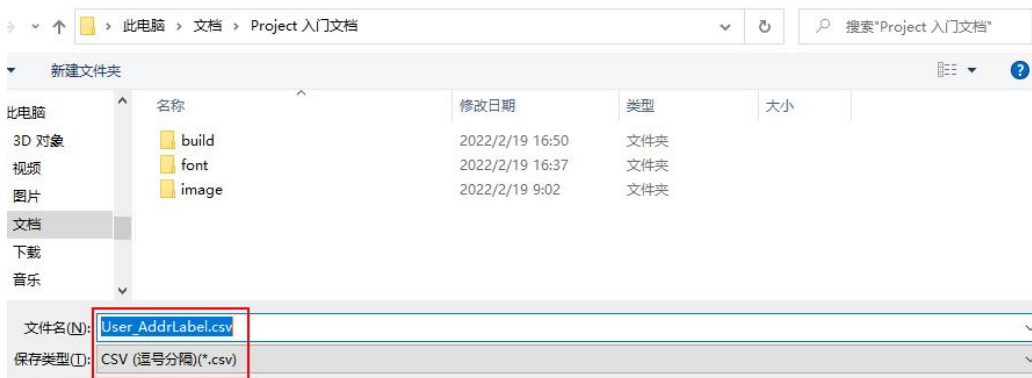 此电脑 › 文档 › Project 入门文档 搜索"Project 入门文档"
新建文件夹
名称 修改日期 类型 大小
此电脑
3D 对象
视频
图片
文档
下载
音乐
build 2022/2/19 16:50 文件夹
font 2022/2/19 16:37 文件夹
image 2022/2/19 9:02 文件夹
文件名(N): User_AddrLabel.csv
保存类型(T): CSV (逗号分隔)(*.csv)